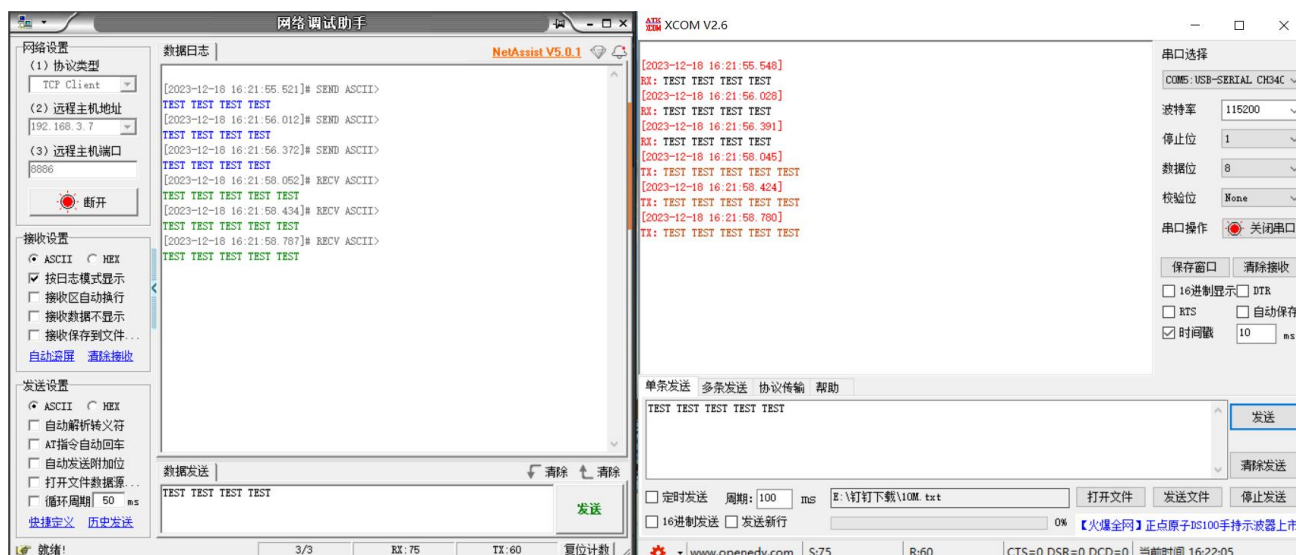 网络调试助手
网络设置
(1) 协议类型
TCP Client
(2) 远程主机地址
192.168.3.7
(3) 远程主机端口
8886
断开
接收设置
ASCII HEX
按日志模式显示
接收区自动换行
接收数据不显示
接收保存到文件...
自动滚屏 清除接收
发送设置
ASCII HEX
自动解析转义符
AT指令自动回车
自动发送附加位
打开文件数据源...
循环周期 50 ms
快捷定义 历史发送
数据日志
NetAssist V5.0.1
[2023-12-18 16:21:55.521]# SEND ASCII>
TEST TEST TEST TEST
[2023-12-18 16:21:56.012]# SEND ASCII>
TEST TEST TEST TEST
[2023-12-18 16:21:56.372]# SEND ASCII>
TEST TEST TEST TEST
[2023-12-18 16:21:58.052]# RECV ASCII>
TEST TEST TEST TEST TEST
[2023-12-18 16:21:58.434]# RECV ASCII>
TEST TEST TEST TEST TEST
[2023-12-18 16:21:58.787]# RECV ASCII>
TEST TEST TEST TEST TEST
数据发送 清除 清除
TEST TEST TEST TEST
发送
就绪! 3/3 RX:75 TX:60 复位计数
ATK XCOM XCOM V2.6
[2023-12-18 16:21:55.548]
RX: TEST TEST TEST TEST
[2023-12-18 16:21:56.028]
RX: TEST TEST TEST TEST
[2023-12-18 16:21:56.391]
RX: TEST TEST TEST TEST
[2023-12-18 16:21:58.045]
TX: TEST TEST TEST TEST TEST
[2023-12-18 16:21:58.424]
TX: TEST TEST TEST TEST TEST
[2023-12-18 16:21:58.780]
TX: TEST TEST TEST TEST TEST
串口选择
COM5:USB-SERIAL CH34C
波特率 115200
停止位 1
数据位 8
校验位 None
串口操作 关闭串口
保存窗口 清除接收
16进制显示 DTR
RTS 自动保存
时间戳 10 ms
单条发送 多条发送 协议传输 帮助
TEST TEST TEST TEST TEST
发送
清除发送
定时发送 周期: 100 ms E:\钉钉下载\10M.txt 打开文件 发送文件 停止发送
16进制发送 发送新行 0% 【火爆全网】正点原子DS100手持示波器上市
www.openedv.com S:75 R:60 CTS=0 DSR=0 DCD=0 当前时间 16:22:05